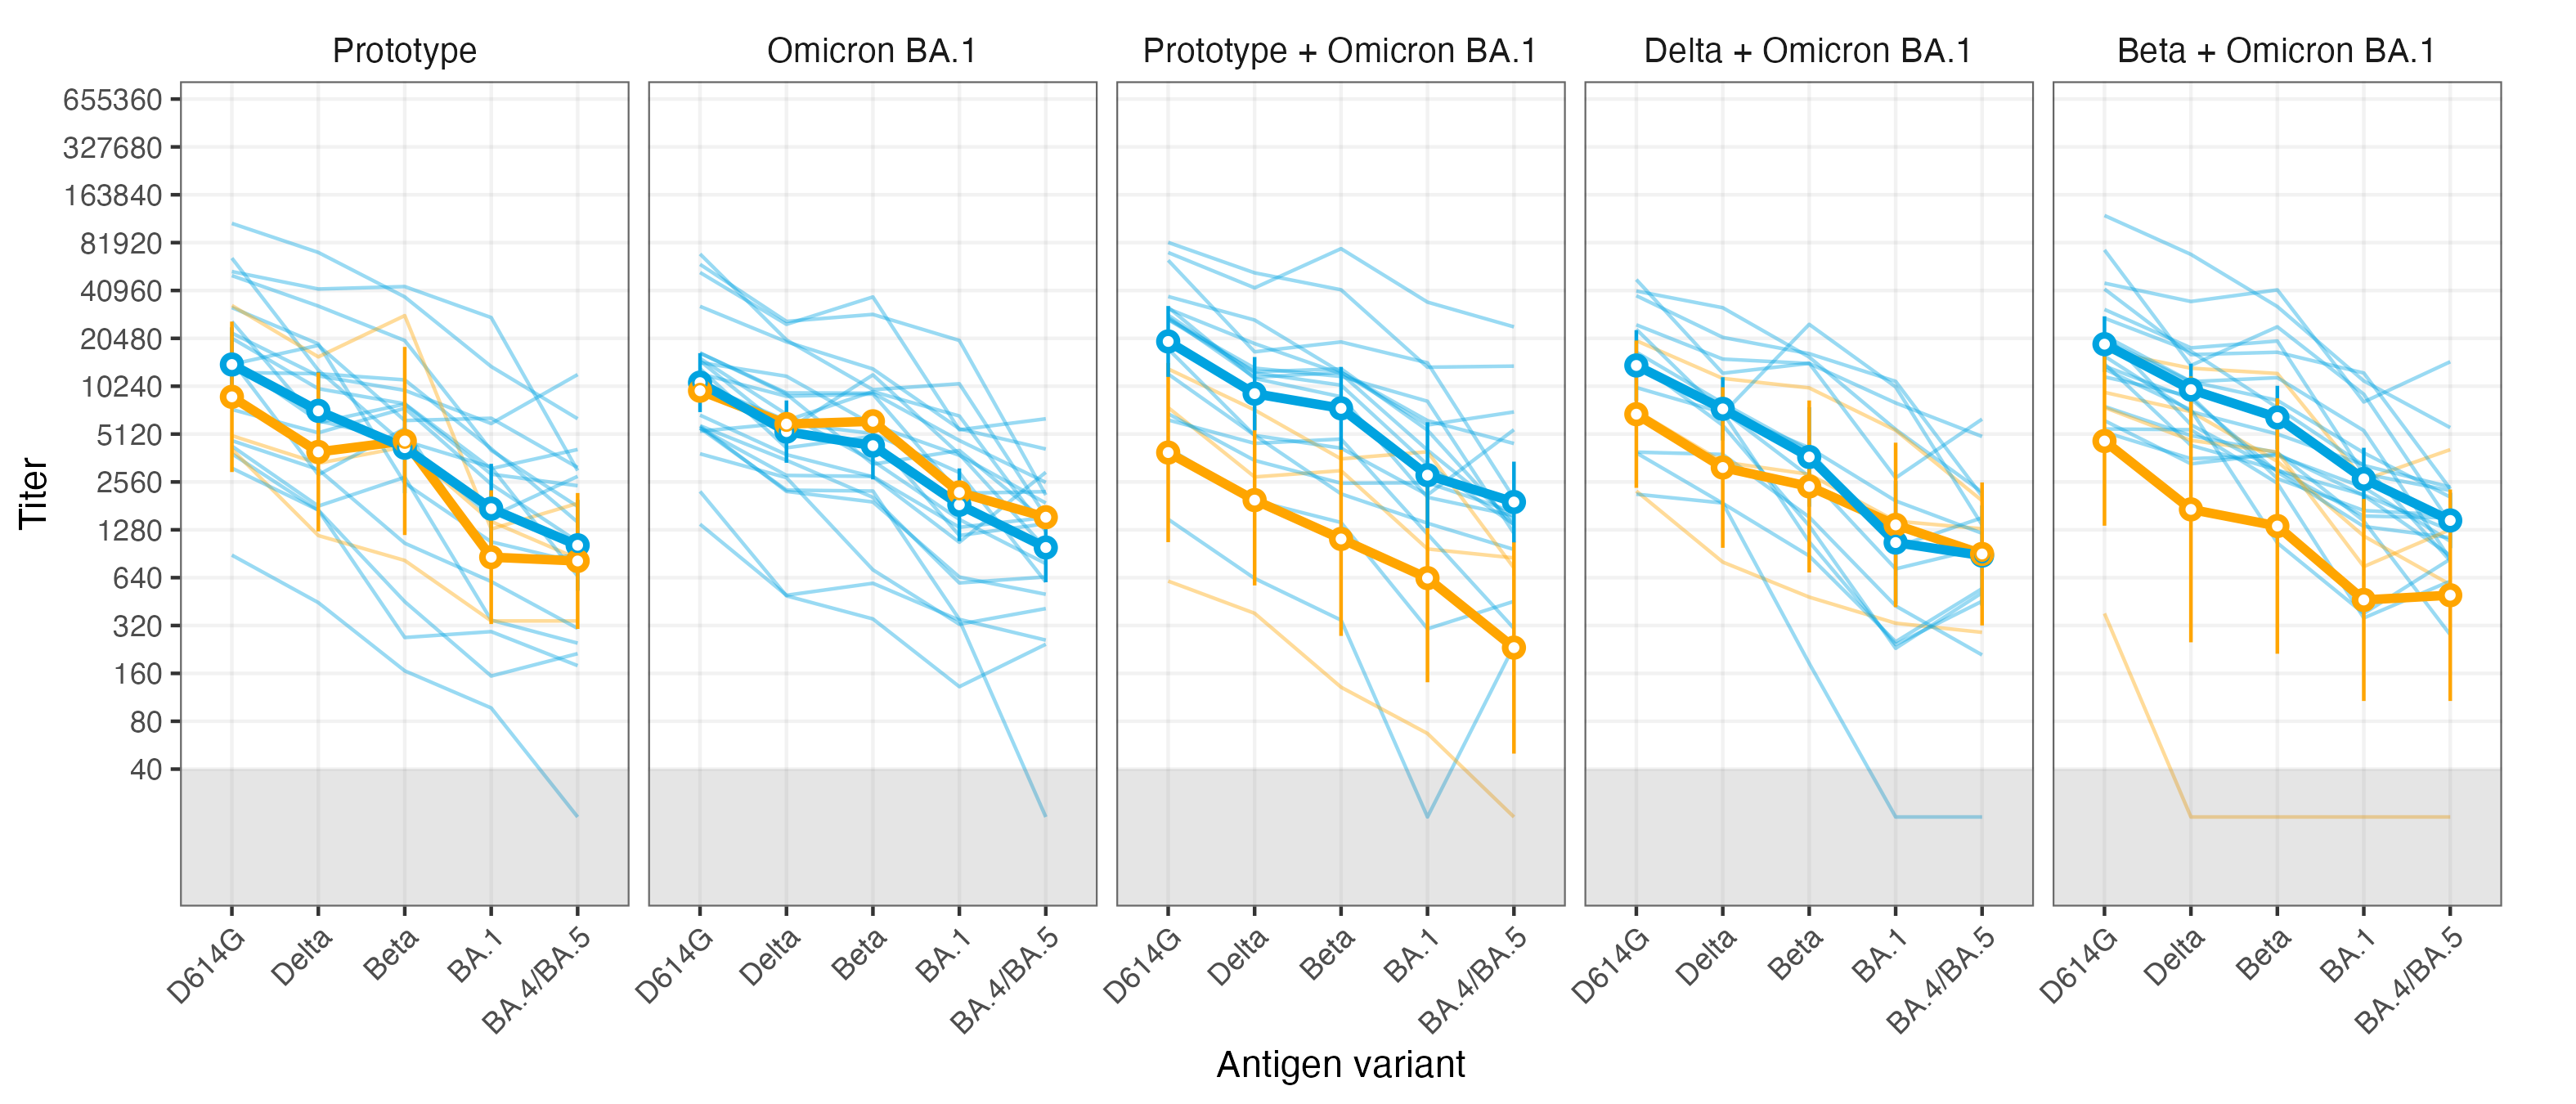 Prototype
Omicron BA.1
Prototype + Omicron BA.1
Delta + Omicron BA.1
Beta + Omicron BA.1
Titer
655360
327680
163840
81920
40960
20480
10240
5120
2560
1280
640
320
160
80
40
D614G
Delta
Beta
BA.1
BA.4/BA.5
D614G
Delta
Beta
BA.1
BA.4/BA.5
D614G
Delta
Beta
BA.1
BA.4/BA.5
D614G
Delta
Beta
BA.1
BA.4/BA.5
D614G
Delta
Beta
BA.1
BA.4/BA.5
Antigen variant